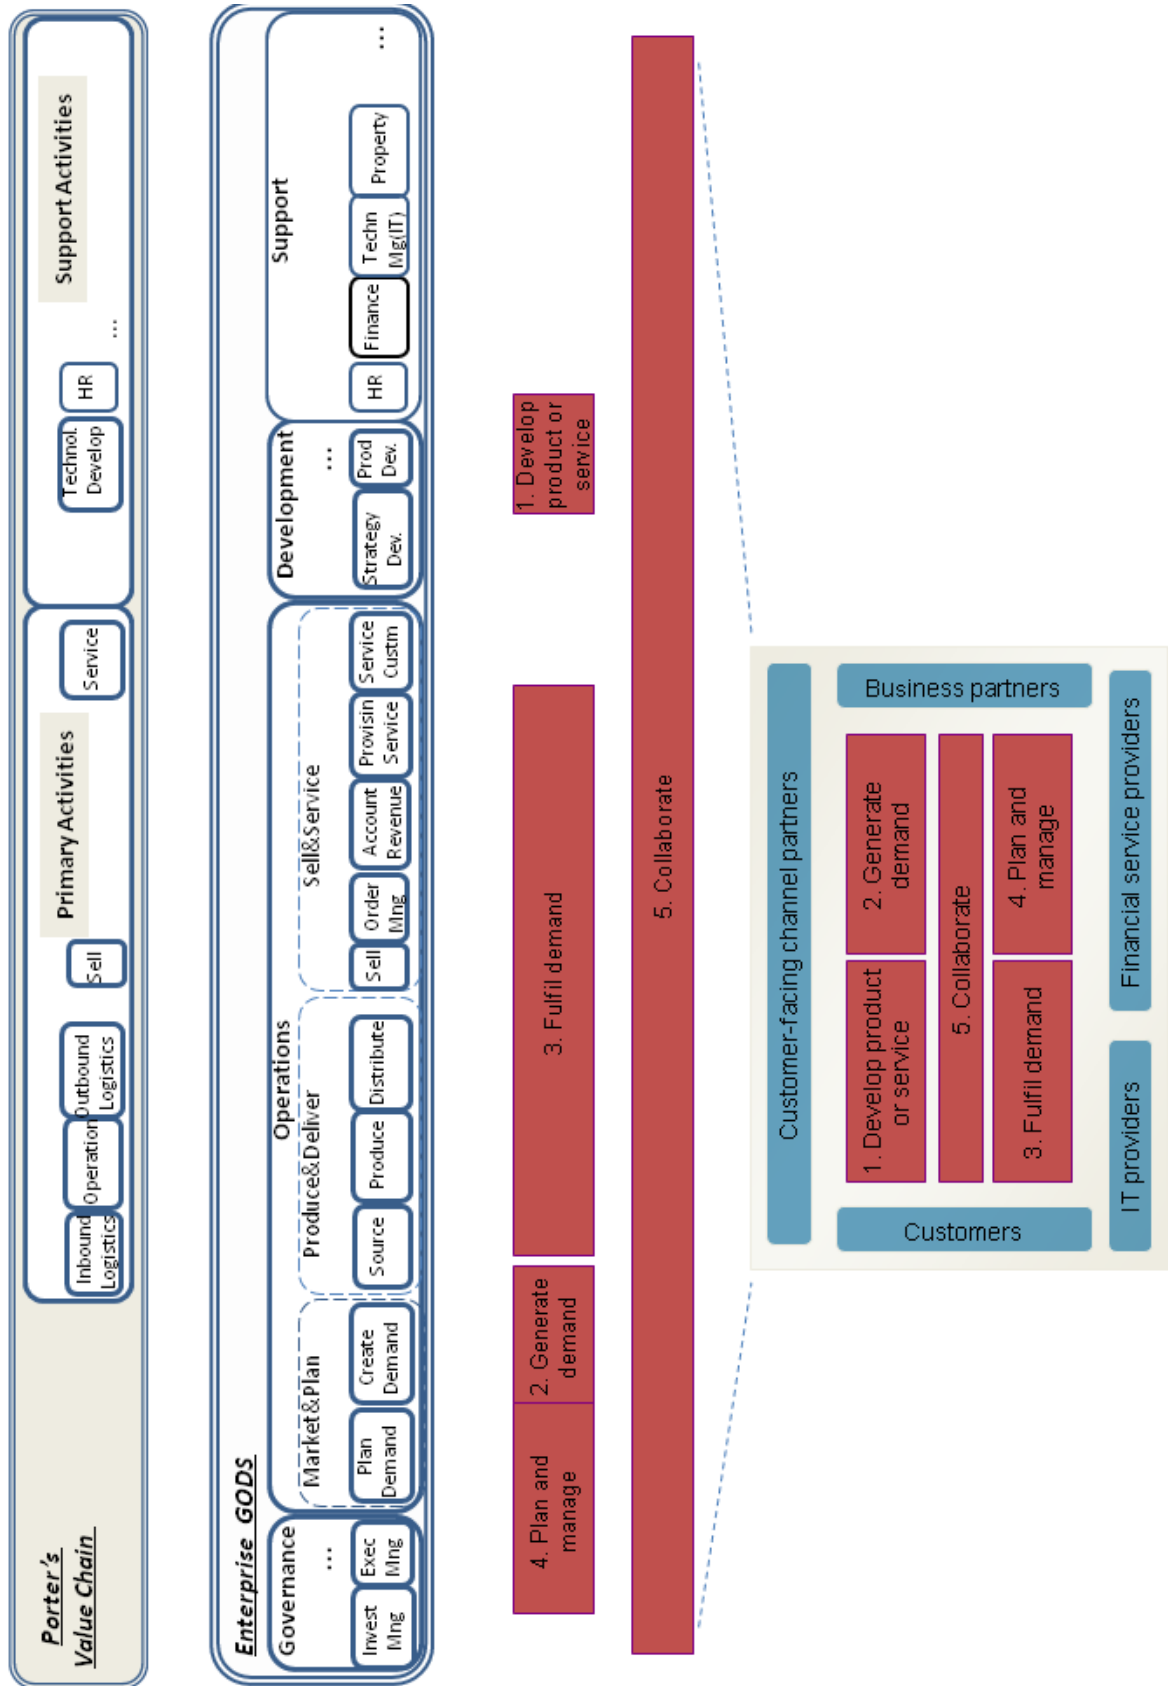 Porter's
Value Chain
Primary Activities
Support Activities
Inbound
Logistics
Operation
Outbound
Logistics
Sell
Service
Technol.
Develop
HR
...
Enterprise GODS
Governance
...
Invest
Mng
Exec
Mng
Operations
Market&Plan
Plan
Demand
Create
Demand
Produce&Deliver
Source
Produce
Distribute
Sell&Service
Sell
Order
Mng
Account
Revenue
Provisin
Service
Service
Custm
Development
...
Strategy
Dev.
Prod
Dev.
Support
...
HR
Finance
Techn
Mg(IT)
Property
4. Plan and
manage
2. Generate
demand
3. Fulfil demand
1. Develop
product or
service
5. Collaborate
Customer-facing channel partners
Customers
1. Develop product
or service
2. Generate
demand
5. Collaborate
3. Fulfil demand
4. Plan and
manage
Business partners
IT providers
Financial service providers